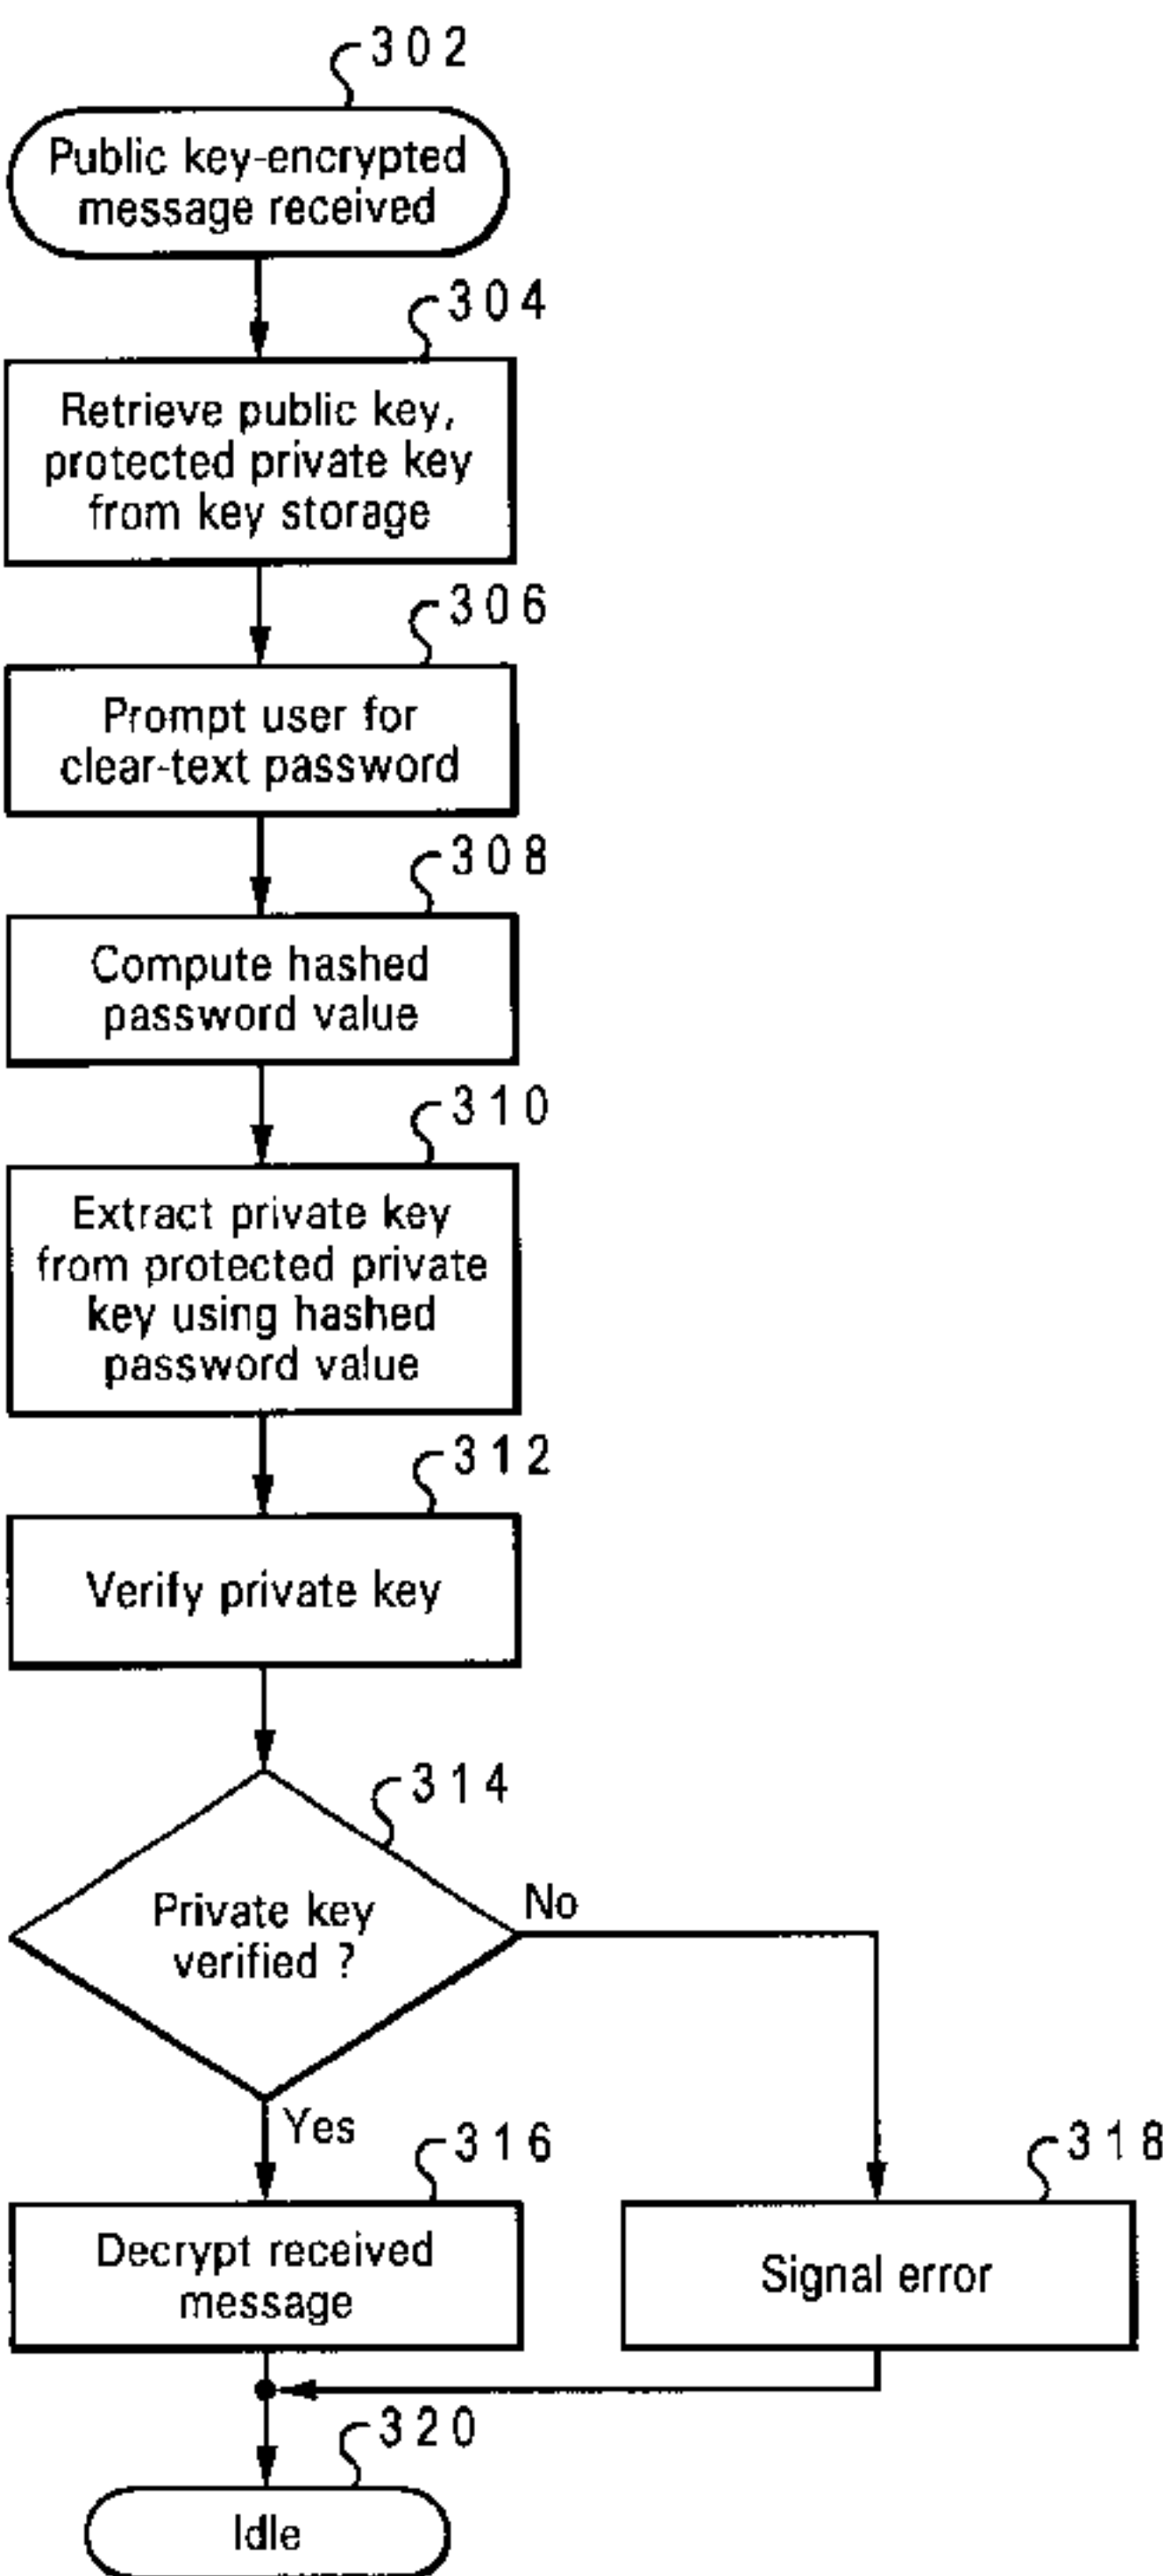 302
Public key-encrypted
message received
304
Retrieve public key,
protected private key
from key storage
306
Prompt user for
clear-text password
308
Compute hashed
password value
310
Extract private key
from protected private
key using hashed
password value
312
Verify private key
314
Private key
verified ?
No
Yes
316
Decrypt received
message
318
Signal error
320
Idle